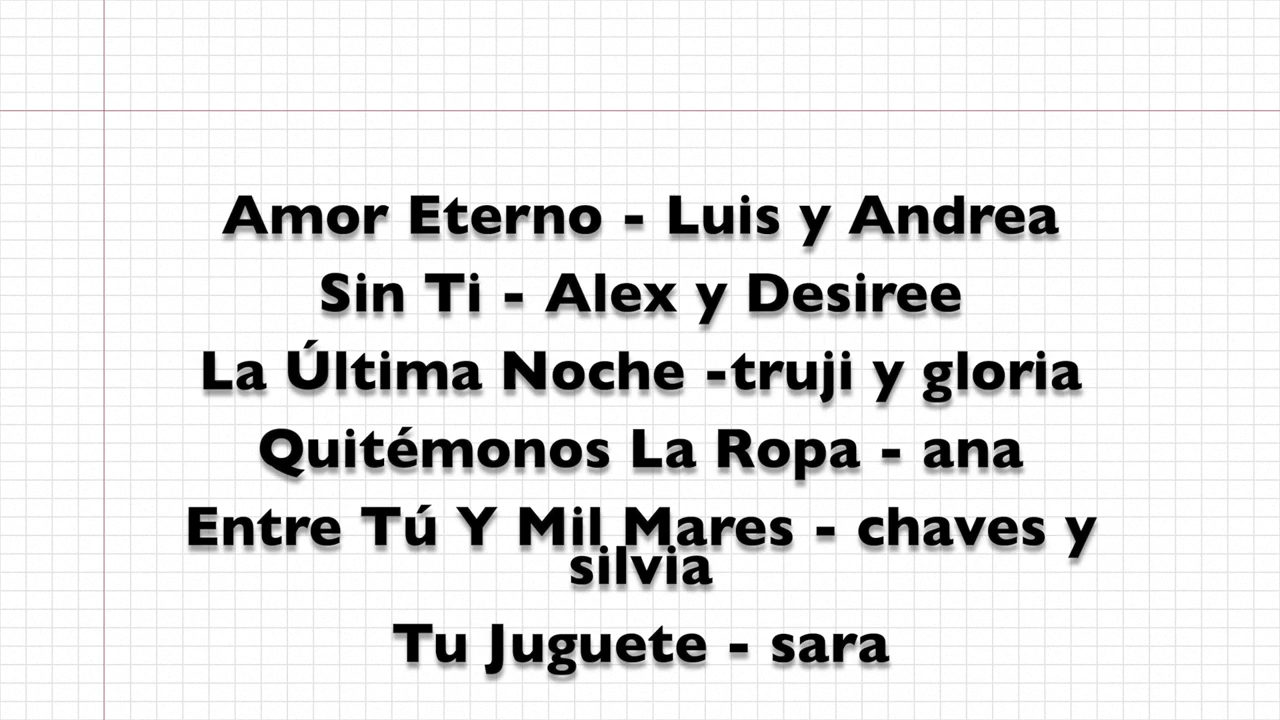 Amor Eterno - Luis y Andrea
Sin Ti - Alex y Desiree
La Última Noche -truji y gloria
Quitémonos La Ropa - ana
Entre Tú Y Mil Mares - chaves y
silvia
Tu Juguete - sara